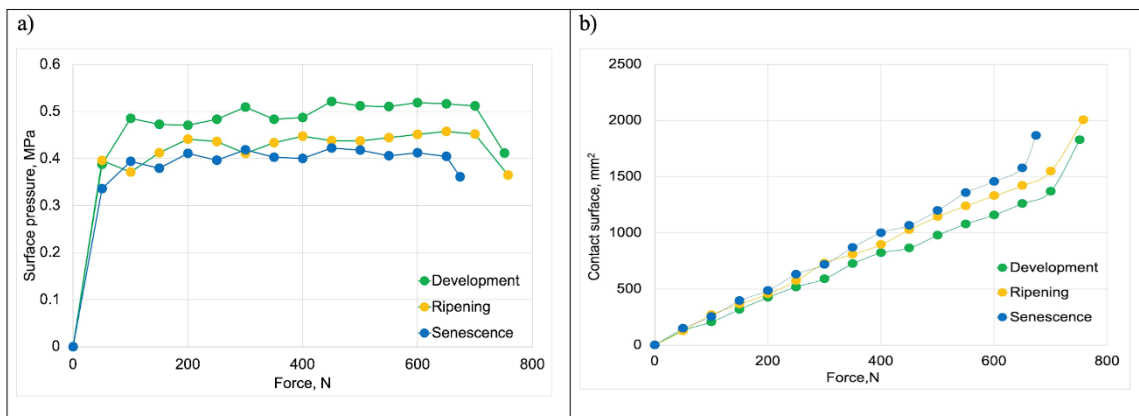 a)
0.6
0.5
0.4
0.3
0.2
0.1
0
Surface pressure, MPa
Development
Ripening
Senescence
0 200 400 600 800
Force, N
b)
2500
2000
1500
1000
500
0
Contact surface, mm²
Development
Ripening
Senescence
0 200 400 600 800
Force,N